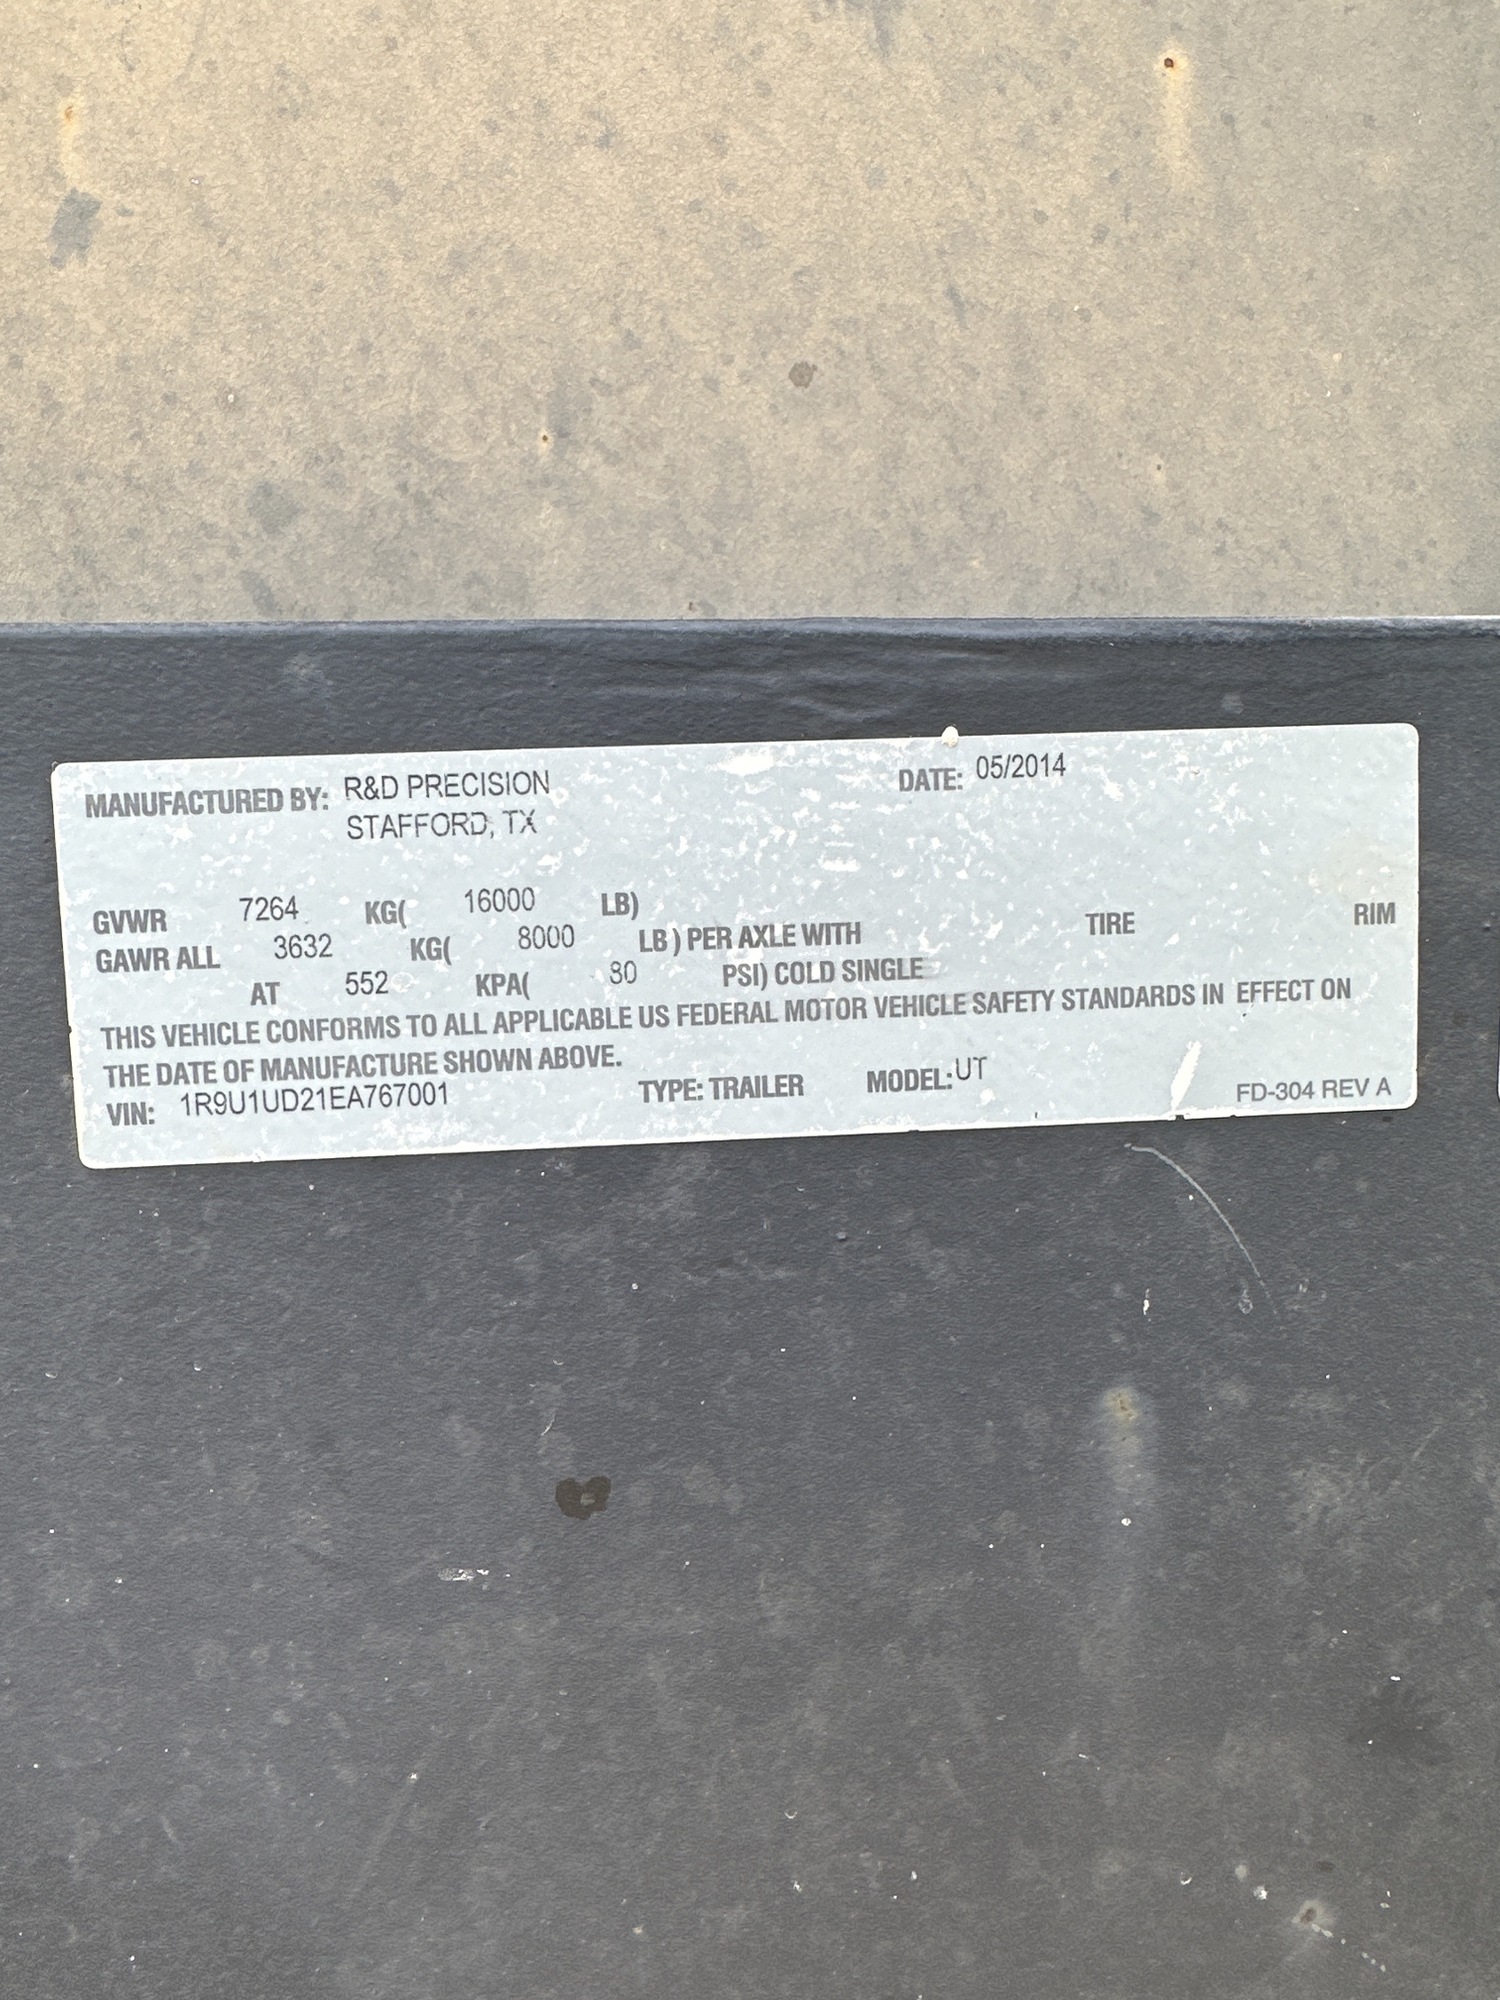 MANUFACTURED BY: R&D PRECISION DATE: 05/2014
STAFFORD, TX
GVWR 7264 KG( 16000 LB)
GAWR ALL 3632 KG( 8000 LB ) PER AXLE WITH TIRE RIM
AT 552 KPA( 80 PSI) COLD SINGLE
THIS VEHICLE CONFORMS TO ALL APPLICABLE US FEDERAL MOTOR VEHICLE SAFETY STANDARDS IN EFFECT ON
THE DATE OF MANUFACTURE SHOWN ABOVE.
VIN: 1R9U1UD21EA767001 TYPE: TRAILER MODEL: UT FD-304 REV A